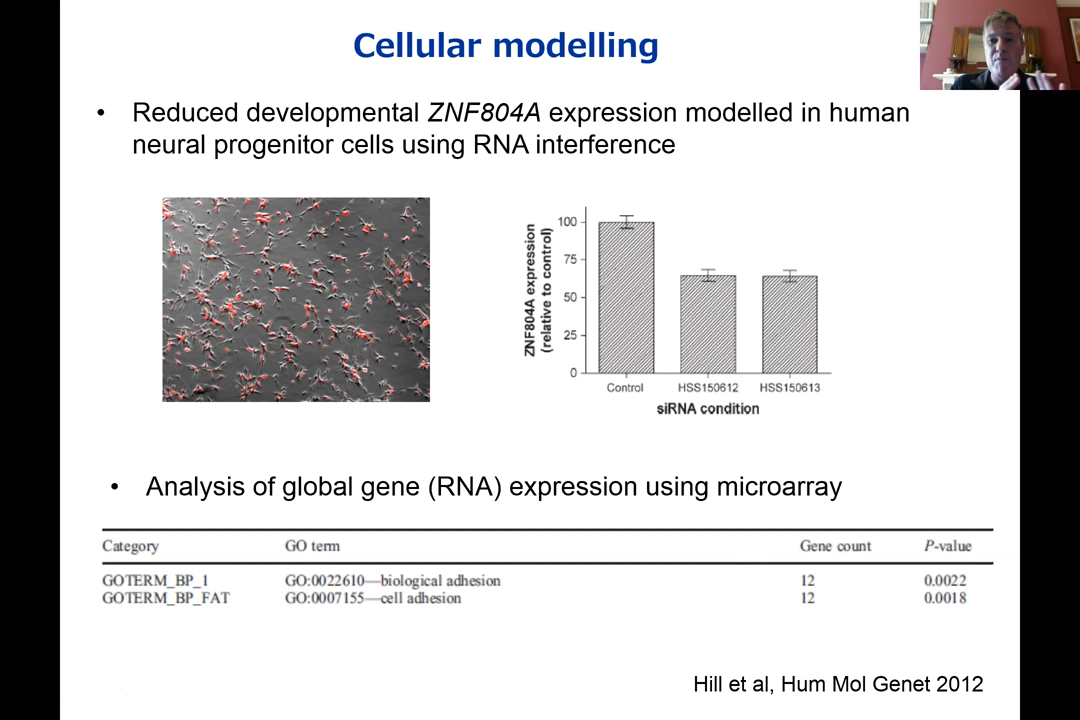 Cellular modelling
• Reduced developmental ZNF804A expression modelled in human
neural progenitor cells using RNA interference
ZNF804A expression
(relative to control)
100
75
50
25
0
Control HSS150612 HSS150613
siRNA condition
• Analysis of global gene (RNA) expression using microarray
Category GO term Gene count P-value
GOTERM_BP_1 GO:0022610—biological adhesion 12 0.0022
GOTERM_BP_FAT GO:0007155—cell adhesion 12 0.0018
Hill et al, Hum Mol Genet 2012